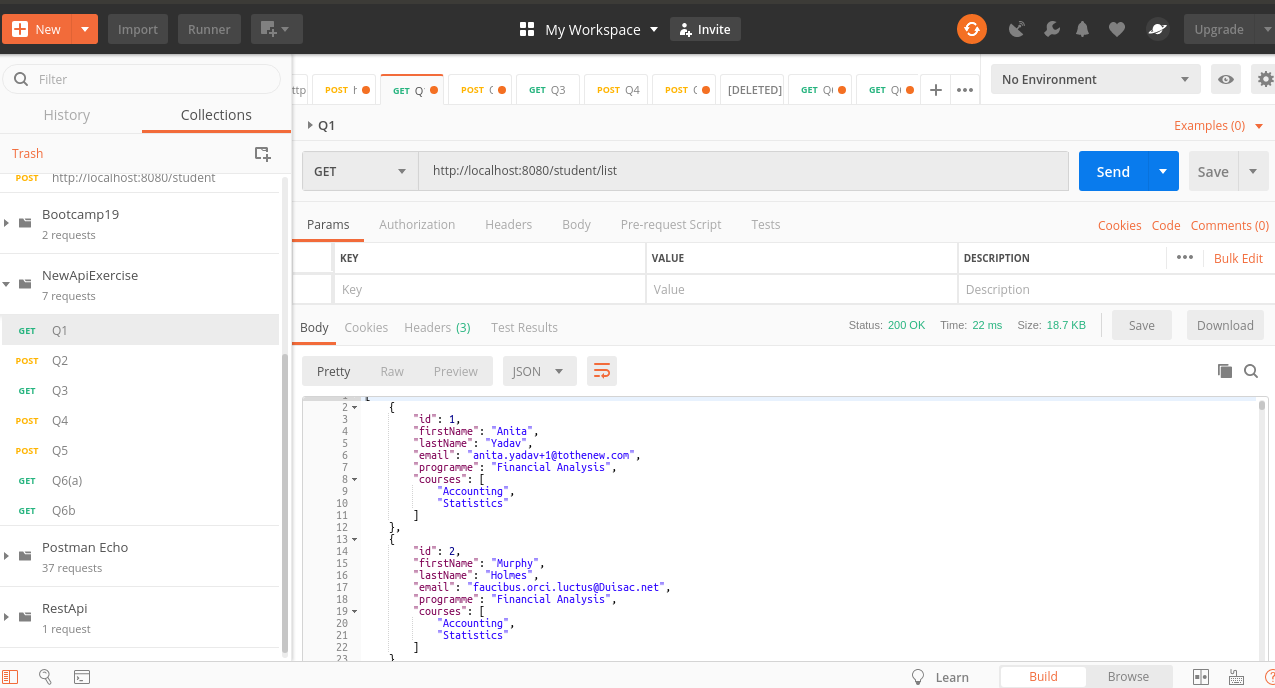 New
Import
Runner
My Workspace
Invite
Upgrade
Filter
History
Collections
Trash
POST http://localhost:8080/student
Bootcamp19
2 requests
NewApiExercise
7 requests
GET Q1
POST Q2
GET Q3
POST Q4
POST Q5
GET Q6(a)
GET Q6b
Postman Echo
37 requests
RestApi
1 request
POST
GET Q
POST
GET Q3
POST Q4
POST
[DELETED]
GET Q
GET Q
No Environment
Q1
Examples (0)
GET
http://localhost:8080/student/list
Send
Save
Params Authorization Headers Body Pre-request Script Tests
Cookies Code Comments (0)
KEY VALUE DESCRIPTION
Bulk Edit
Key Value Description
Body Cookies Headers (3) Test Results
Status: 200 OK Time: 22 ms Size: 18.7 KB
Save Download
Pretty Raw Preview
JSON
1 [
2 {
3 "id": 1,
4 "firstName": "Anita",
5 "lastName": "Yadav",
6 "email": "anita.yadav+1@tothenew.com",
7 "programme": "Financial Analysis",
8 "courses": [
9 "Accounting",
10 "Statistics"
11 ]
12 },
13 {
14 "id": 2,
15 "firstName": "Murphy",
16 "lastName": "Holmes",
17 "email": "faucibus.orci.luctus@Duisac.net",
18 "programme": "Financial Analysis",
19 "courses": [
20 "Accounting",
21 "Statistics"
22 ]
23 }
Learn
Build
Browse